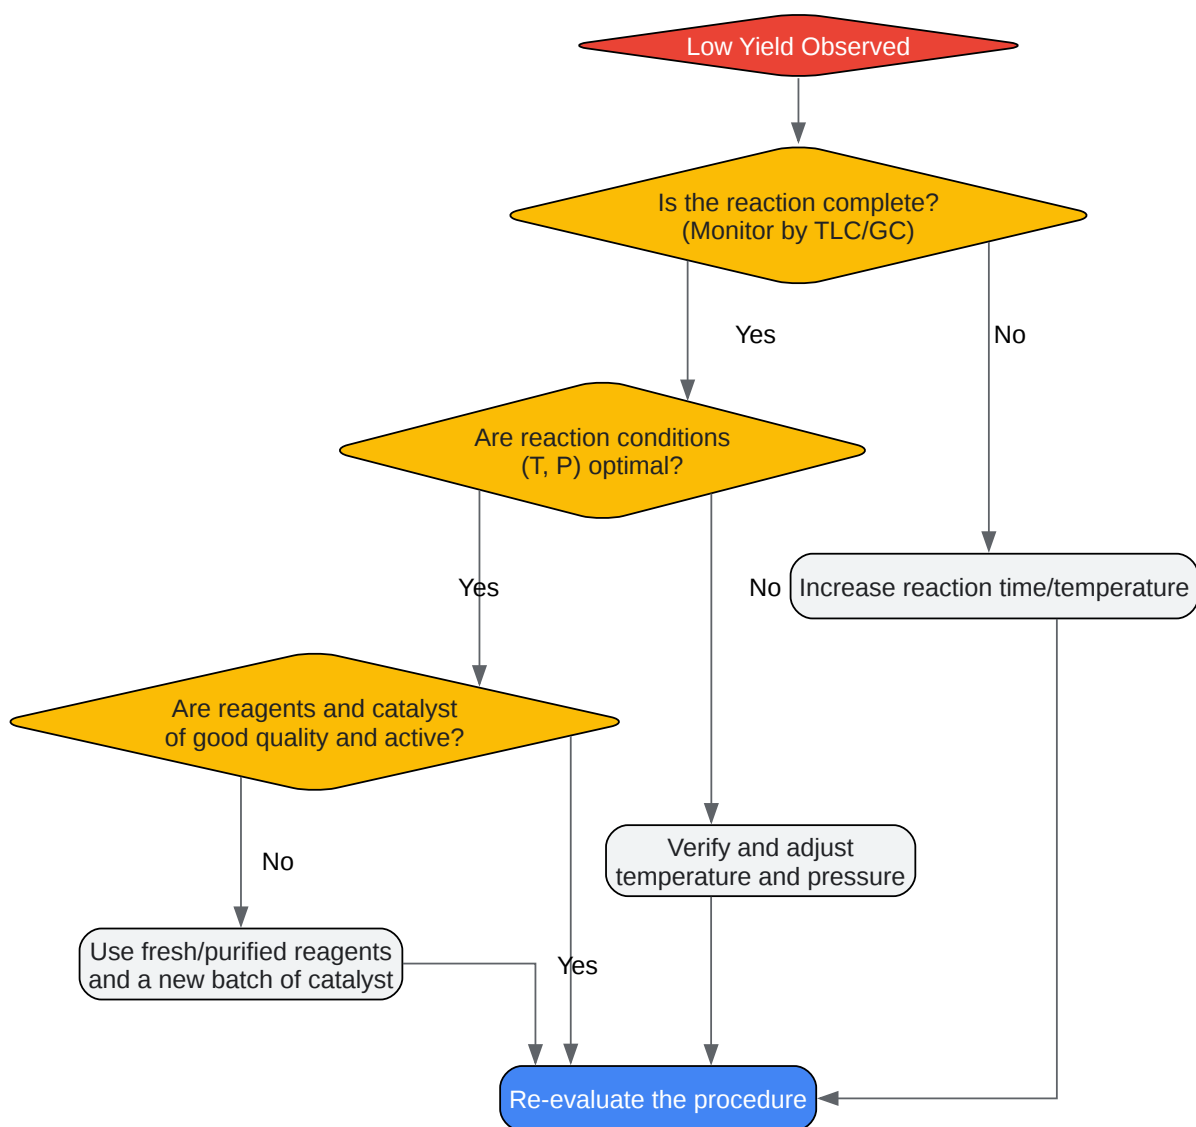 Low Yield Observed
Is the reaction complete?
(Monitor by TLC/GC)
Yes
No
Are reaction conditions
(T, P) optimal?
Yes
No
Increase reaction time/temperature
Are reagents and catalyst
of good quality and active?
No
Verify and adjust
temperature and pressure
Use fresh/purified reagents
and a new batch of catalyst
Yes
Re-evaluate the procedure